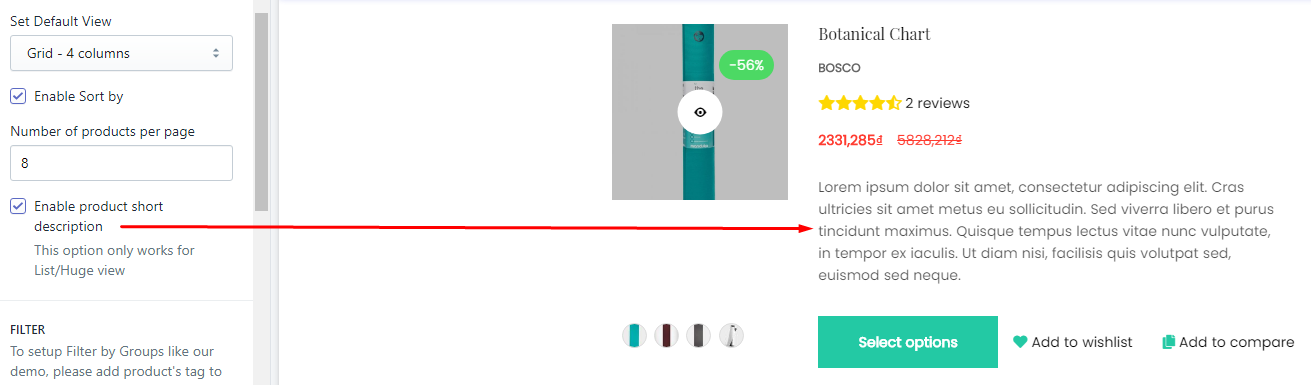 Set Default View
Grid - 4 columns
Enable Sort by
Number of products per page
8
Enable product short
description
This option only works for
List/Huge view
FILTER
To setup Filter by Groups like our
demo, please add product's tag to
-56%
Botanical Chart
BOSCO
2 reviews
2331,285₫ 5828,212₫
Lorem ipsum dolor sit amet, consectetur adipiscing elit. Cras
ultricies sit amet metus eu sollicitudin. Sed viverra libero et purus
tincidunt maximus. Quisque tempus lectus vitae nunc vulputate,
in tempor ex iaculis. Ut diam nisi, facilisis quis volutpat sed,
euismod sed neque.
Select options Add to wishlist Add to compare